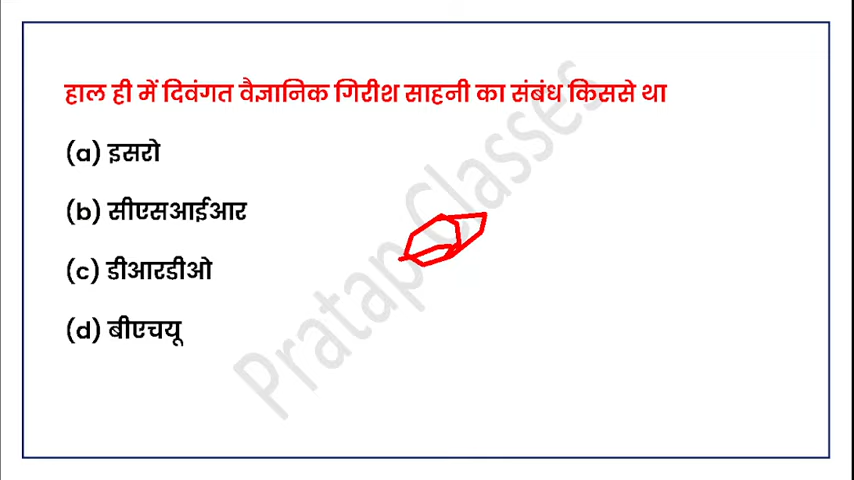 हाल ही में दिवंगत वैज्ञानिक गिरीश साहनी का संबंध किससे था
(a) इसरो
(b) सीएसआईआर
(c) डीआरडीओ
(d) बीएचयू
Pratap Classes